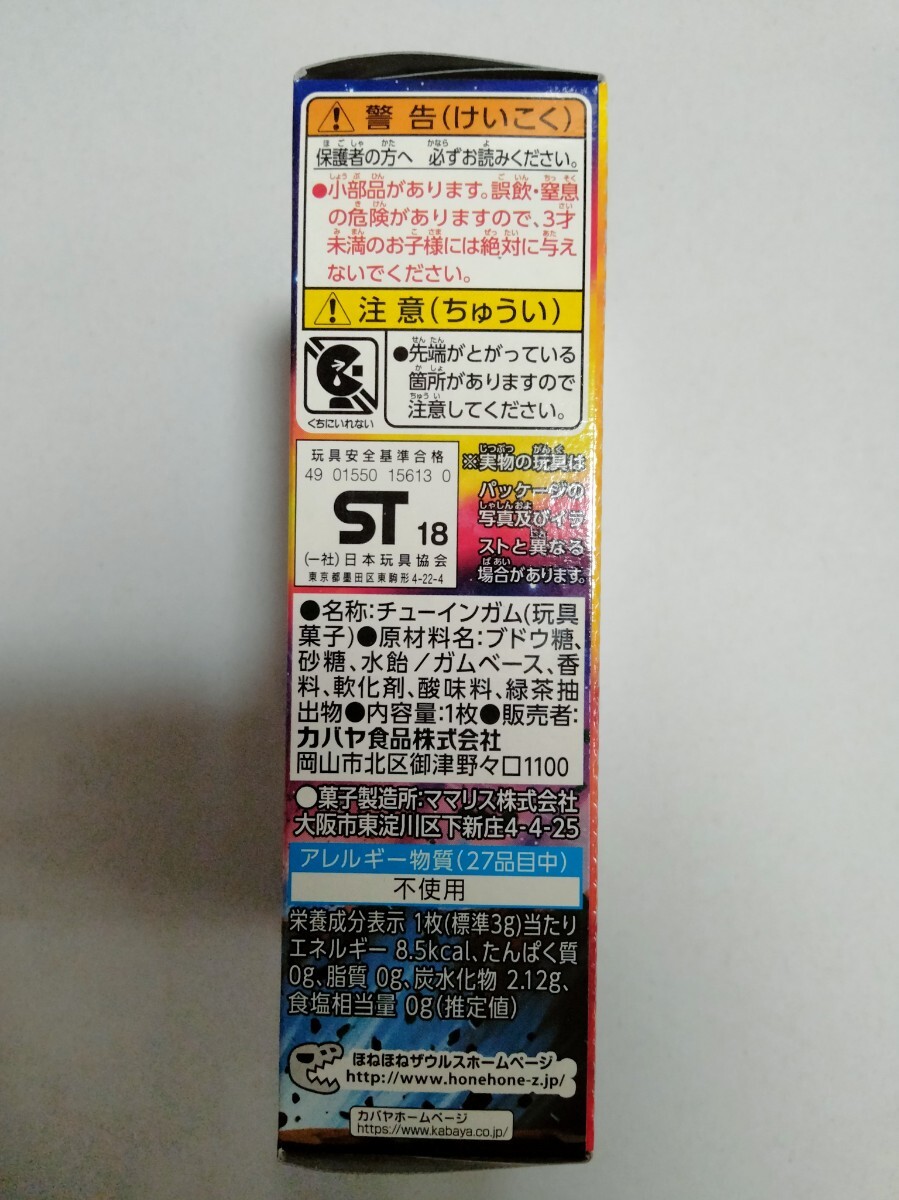 警告(けいこく)
保護者の方へ 必ずお読みください。
●小部品があります。誤飲・窒息
の危険がありますので、3才
未満のお子様には絶対に与え
ないでください。
注意(ちゅうい)
●先端がとがっている
箇所がありますので
注意してください。
くちにいれない
玩具安全基準合格
49 01550 15613 0
ST 18
(一社)日本玩具協会
東京都墨田区東駒形4-22-4
※実物の玩具は
パッケージの
写真及びイラ
ストと異なる
場合があります。
●名称:チューインガム(玩具
菓子)●原材料名:ブドウ糖、
砂糖、水飴/ガムベース、香
料、軟化剤、酸味料、緑茶抽
出物●内容量:1枚●販売者:
カバヤ食品株式会社
岡山市北区御津野々口1100
●菓子製造所:ママリス株式会社
大阪市東淀川区下新庄4-4-25
アレルギー物質(27品目中)
不使用
栄養成分表示 1枚(標準3g)当たり
エネルギー 8.5kcal、たんぱく質
0g、脂質 0g、炭水化物 2.12g、
食塩相当量 0g(推定値)
ほねほねザウルスホームページ
http://www.honehone-z.jp/
カバヤホームページ
https://www.kabaya.co.jp/